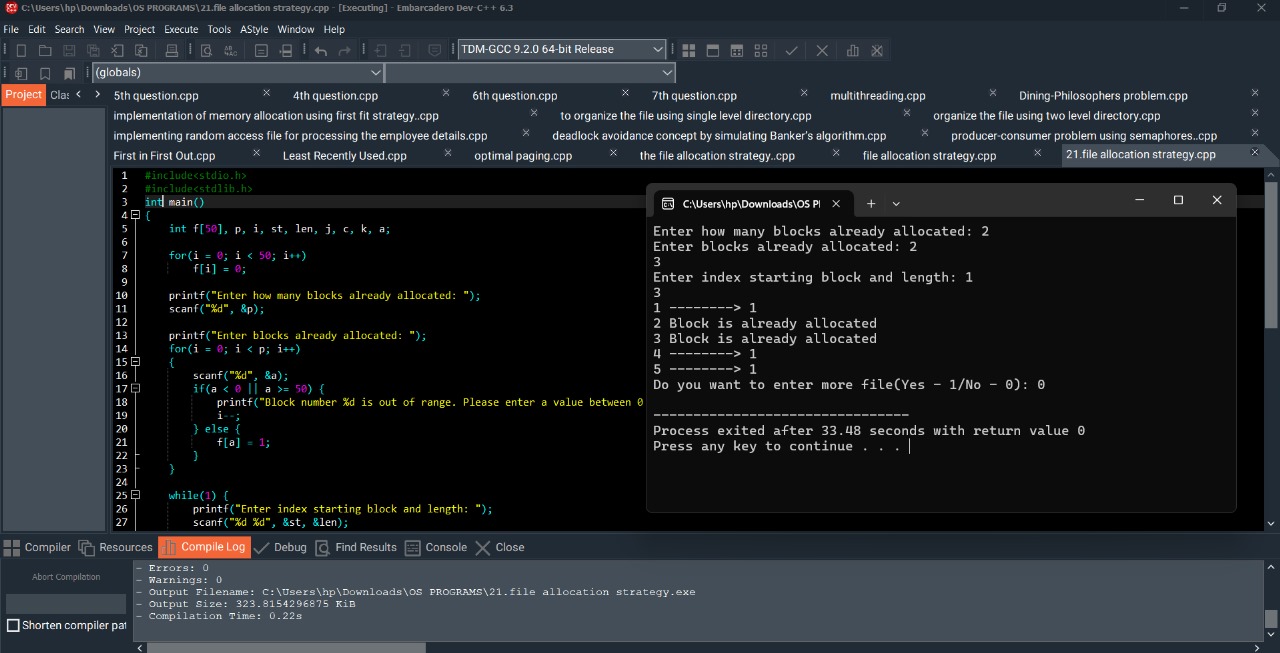 C:\Users\hp\Downloads\OS PROGRAMS\21.file allocation strategy.cpp - [Executing] - Embarcadero Dev-C++ 6.3
File Edit Search View Project Execute Tools AStyle Window Help
TDM-GCC 9.2.0 64-bit Release
(globals)
Project Clas
5th question.cpp 4th question.cpp 6th question.cpp 7th question.cpp multithreading.cpp Dining-Philosophers problem.cpp
implementation of memory allocation using first fit strategy..cpp to organize the file using single level directory.cpp organize the file using two level directory.cpp
implementing random access file for processing the employee details.cpp deadlock avoidance concept by simulating Banker's algorithm.cpp producer-consumer problem using semaphores..cpp
First in First Out.cpp Least Recently Used.cpp optimal paging.cpp the file allocation strategy..cpp file allocation strategy.cpp 21.file allocation strategy.cpp
1 #include<stdio.h>
2 #include<stdlib.h>
3 int main()
4 {
5 int f[50], p, i, st, len, j, c, k, a;
6
7 for(i = 0; i < 50; i++)
8 f[i] = 0;
9
10 printf("Enter how many blocks already allocated: ");
11 scanf("%d", &p);
12
13 printf("Enter blocks already allocated: ");
14 for(i = 0; i < p; i++)
15 {
16 scanf("%d", &a);
17 if(a < 0 || a >= 50) {
18 printf("Block number %d is out of range. Please enter a value between 0
19 i--;
20 } else {
21 f[a] = 1;
22 }
23 }
24
25 while(1) {
26 printf("Enter index starting block and length: ");
27 scanf("%d %d", &st, &len);
C:\Users\hp\Downloads\OS PI
Enter how many blocks already allocated: 2
Enter blocks already allocated: 2
3
Enter index starting block and length: 1
3
1 --------> 1
2 Block is already allocated
3 Block is already allocated
4 --------> 1
5 --------> 1
Do you want to enter more file(Yes - 1/No - 0): 0
--------------------------------
Process exited after 33.48 seconds with return value 0
Press any key to continue . . .
Compiler Resources Compile Log Debug Find Results Console Close
Abort Compilation
Shorten compiler pat
- Errors: 0
- Warnings: 0
- Output Filename: C:\Users\hp\Downloads\OS PROGRAMS\21.file allocation strategy.exe
- Output Size: 323.8154296875 KiB
- Compilation Time: 0.22s